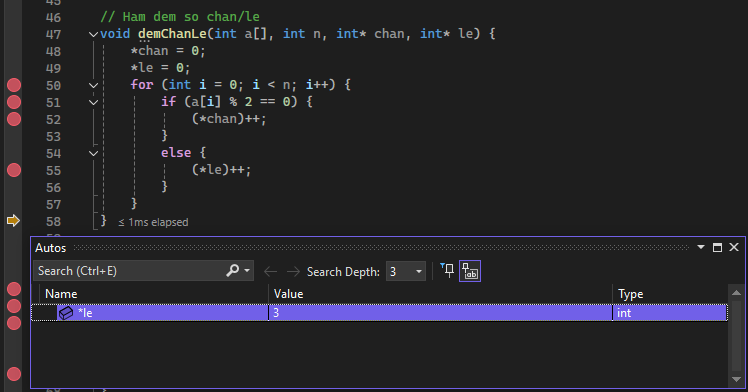 45
46 // Ham dem so chan/le
47 void demChanLe(int a[], int n, int* chan, int* le) {
48 *chan = 0;
49 *le = 0;
50 for (int i = 0; i < n; i++) {
51 if (a[i] % 2 == 0) {
52 (*chan)++;
53 }
54 else {
55 (*le)++;
56 }
57 }
58 } ≤ 1ms elapsed
Autos
Search (Ctrl+E) Search Depth: 3
Name Value Type
*le 3 int